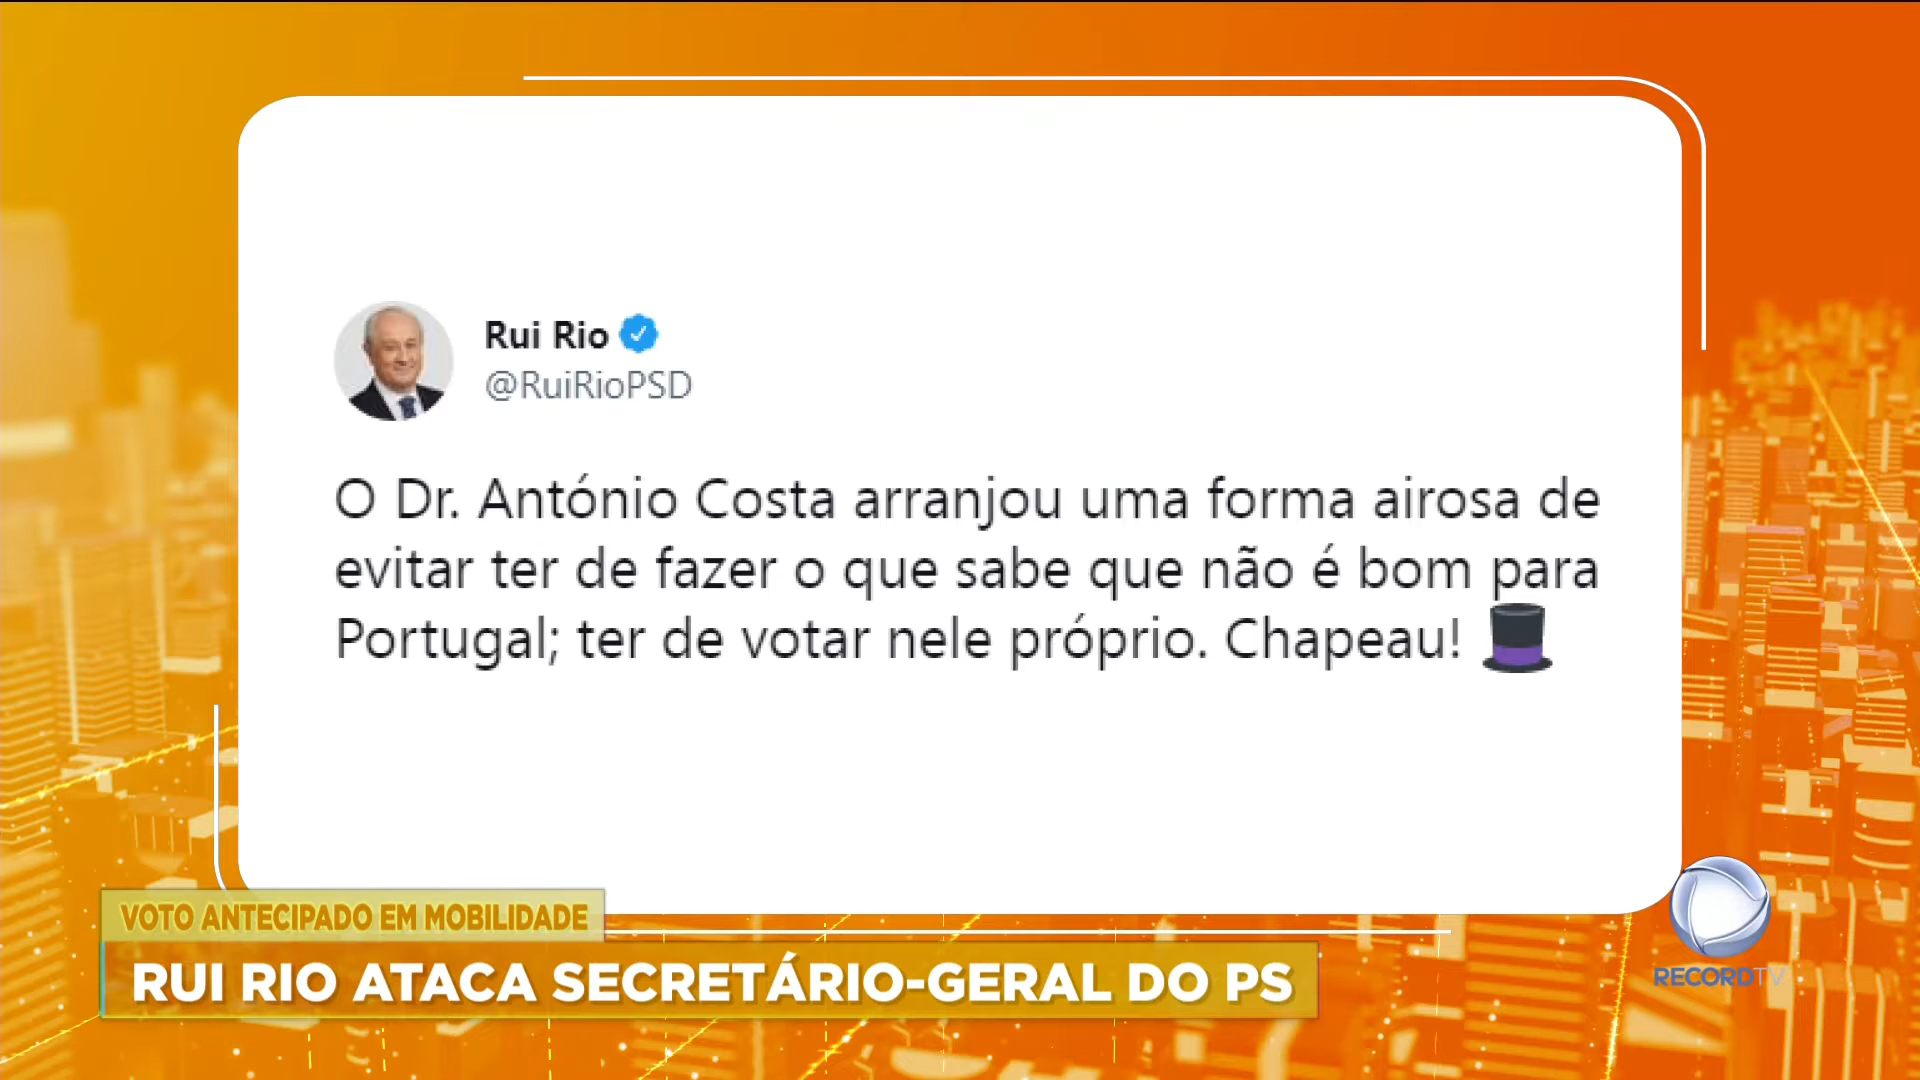 Rui Rio
@RuiRioPSD
O Dr. António Costa arranjou uma forma airosa de
evitar ter de fazer o que sabe que não é bom para
Portugal; ter de votar nele próprio. Chapeau!
VOTO ANTECIPADO EM MOBILIDADE
RUI RIO ATACA SECRETÁRIO-GERAL DO PS
RECORDTV